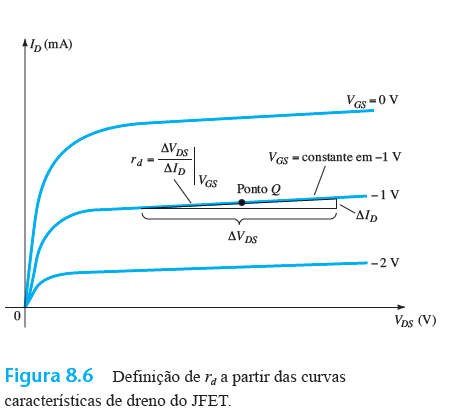 I_D (mA)
V_GS = 0 V
r_d = ΔV_DS / ΔI_D | V_GS
V_GS = constante em –1 V
Ponto Q
–1 V
ΔI_D
ΔV_DS
–2 V
0
V_DS (V)
Figura 8.6 Definição de r_d a partir das curvas
características de dreno do JFET.